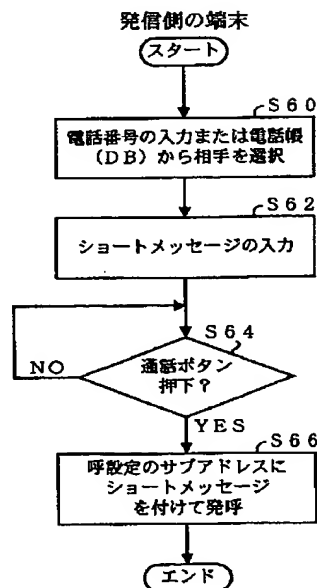 発信側の端末
スタート
S60
電話番号の入力または電話帳
(DB)から相手を選択
S62
ショートメッセージの入力
S64
通話ボタン
押下?
NO
YES
S66
呼設定のサブアドレスに
ショートメッセージ
を付けて発呼
エンド